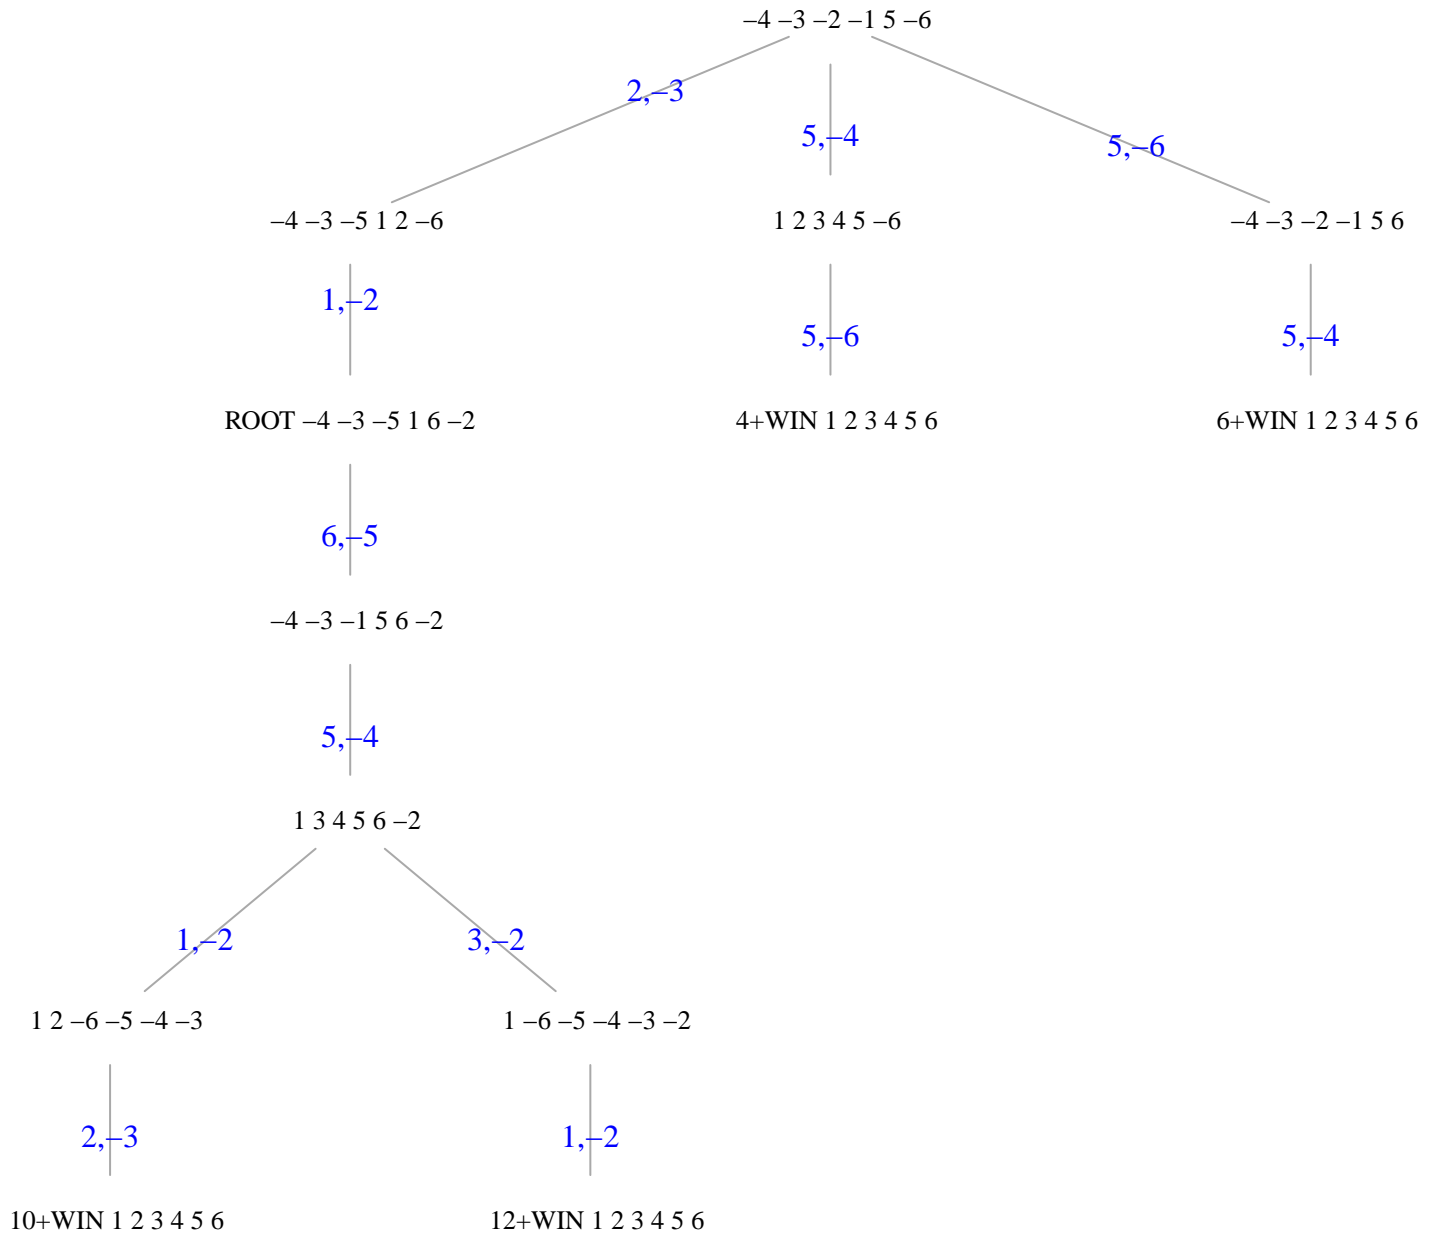 –4 –3 –2 –1 5 –6
2,–3
5,–4
5,–6
–4 –3 –5 1 2 –6
1 2 3 4 5 –6
–4 –3 –2 –1 5 6
1,–2
5,–6
5,–4
ROOT –4 –3 –5 1 6 –2
4+WIN 1 2 3 4 5 6
6+WIN 1 2 3 4 5 6
6,–5
–4 –3 –1 5 6 –2
5,–4
1 3 4 5 6 –2
1,–2
3,–2
1 2 –6 –5 –4 –3
1 –6 –5 –4 –3 –2
2,–3
1,–2
10+WIN 1 2 3 4 5 6
12+WIN 1 2 3 4 5 6